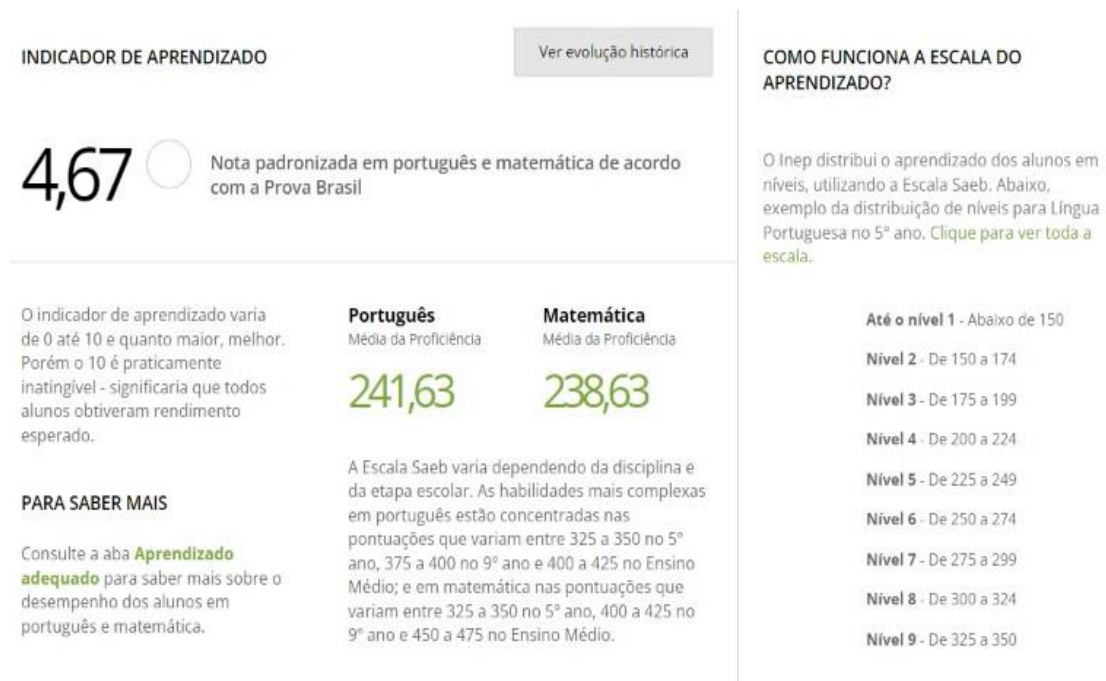 INDICADOR DE APRENDIZADO
Ver evolução histórica
4,67
Nota padronizada em português e matemática de acordo
com a Prova Brasil
O indicador de aprendizado varia
de 0 até 10 e quanto maior, melhor.
Porém o 10 é praticamente
inatingível - significaria que todos
alunos obtiveram rendimento
esperado.
PARA SABER MAIS
Consulte a aba Aprendizado
adequado para saber mais sobre o
desempenho dos alunos em
português e matemática.
Português
Média da Proficiência
241,63
Matemática
Média da Proficiência
238,63
A Escala Saeb varia dependendo da disciplina e
da etapa escolar. As habilidades mais complexas
em português estão concentradas nas
pontuações que variam entre 325 a 350 no 5º
ano, 375 a 400 no 9º ano e 400 a 425 no Ensino
Médio; e em matemática nas pontuações que
variam entre 325 a 350 no 5º ano, 400 a 425 no
9º ano e 450 a 475 no Ensino Médio.
COMO FUNCIONA A ESCALA DO
APRENDIZADO?
O Inep distribui o aprendizado dos alunos em
níveis, utilizando a Escala Saeb. Abaixo,
exemplo da distribuição de níveis para Língua
Portuguesa no 5º ano. Clique para ver toda a
escala.
Até o nível 1 - Abaixo de 150
Nível 2 - De 150 a 174
Nível 3 - De 175 a 199
Nível 4 - De 200 a 224
Nível 5 - De 225 a 249
Nível 6 - De 250 a 274
Nível 7 - De 275 a 299
Nível 8 - De 300 a 324
Nível 9 - De 325 a 350